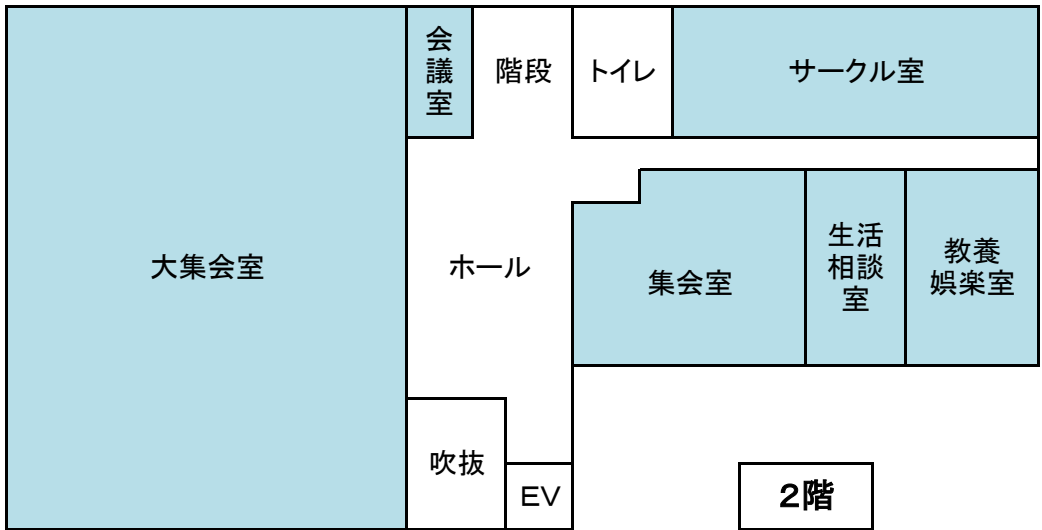 会
議
室
階段
トイレ
サークル室
大集会室
ホール
集会室
生活
相談
室
教養
娯楽室
吹抜
EV
2階